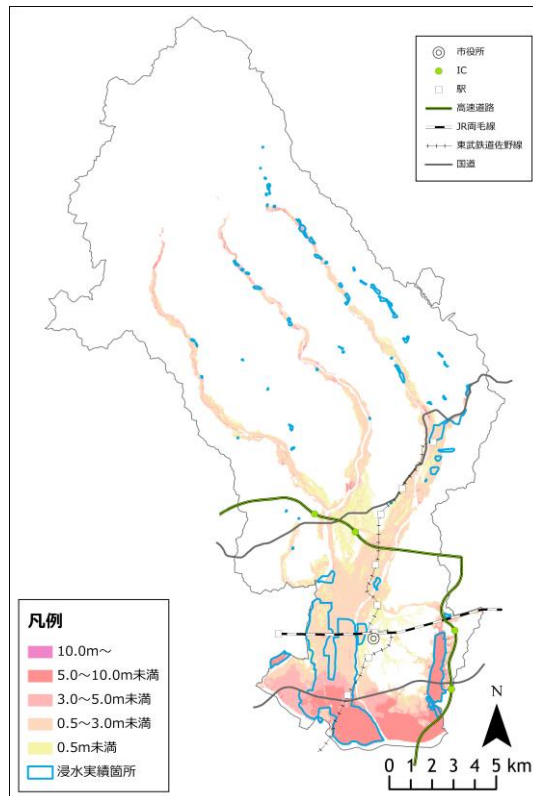 市役所
IC
駅
高速道路
JR両毛線
東武鉄道佐野線
国道
凡例
10.0m～
5.0～10.0m未満
3.0～5.0m未満
0.5～3.0m未満
0.5m未満
浸水実績箇所
N
0 1 2 3 4 5 km